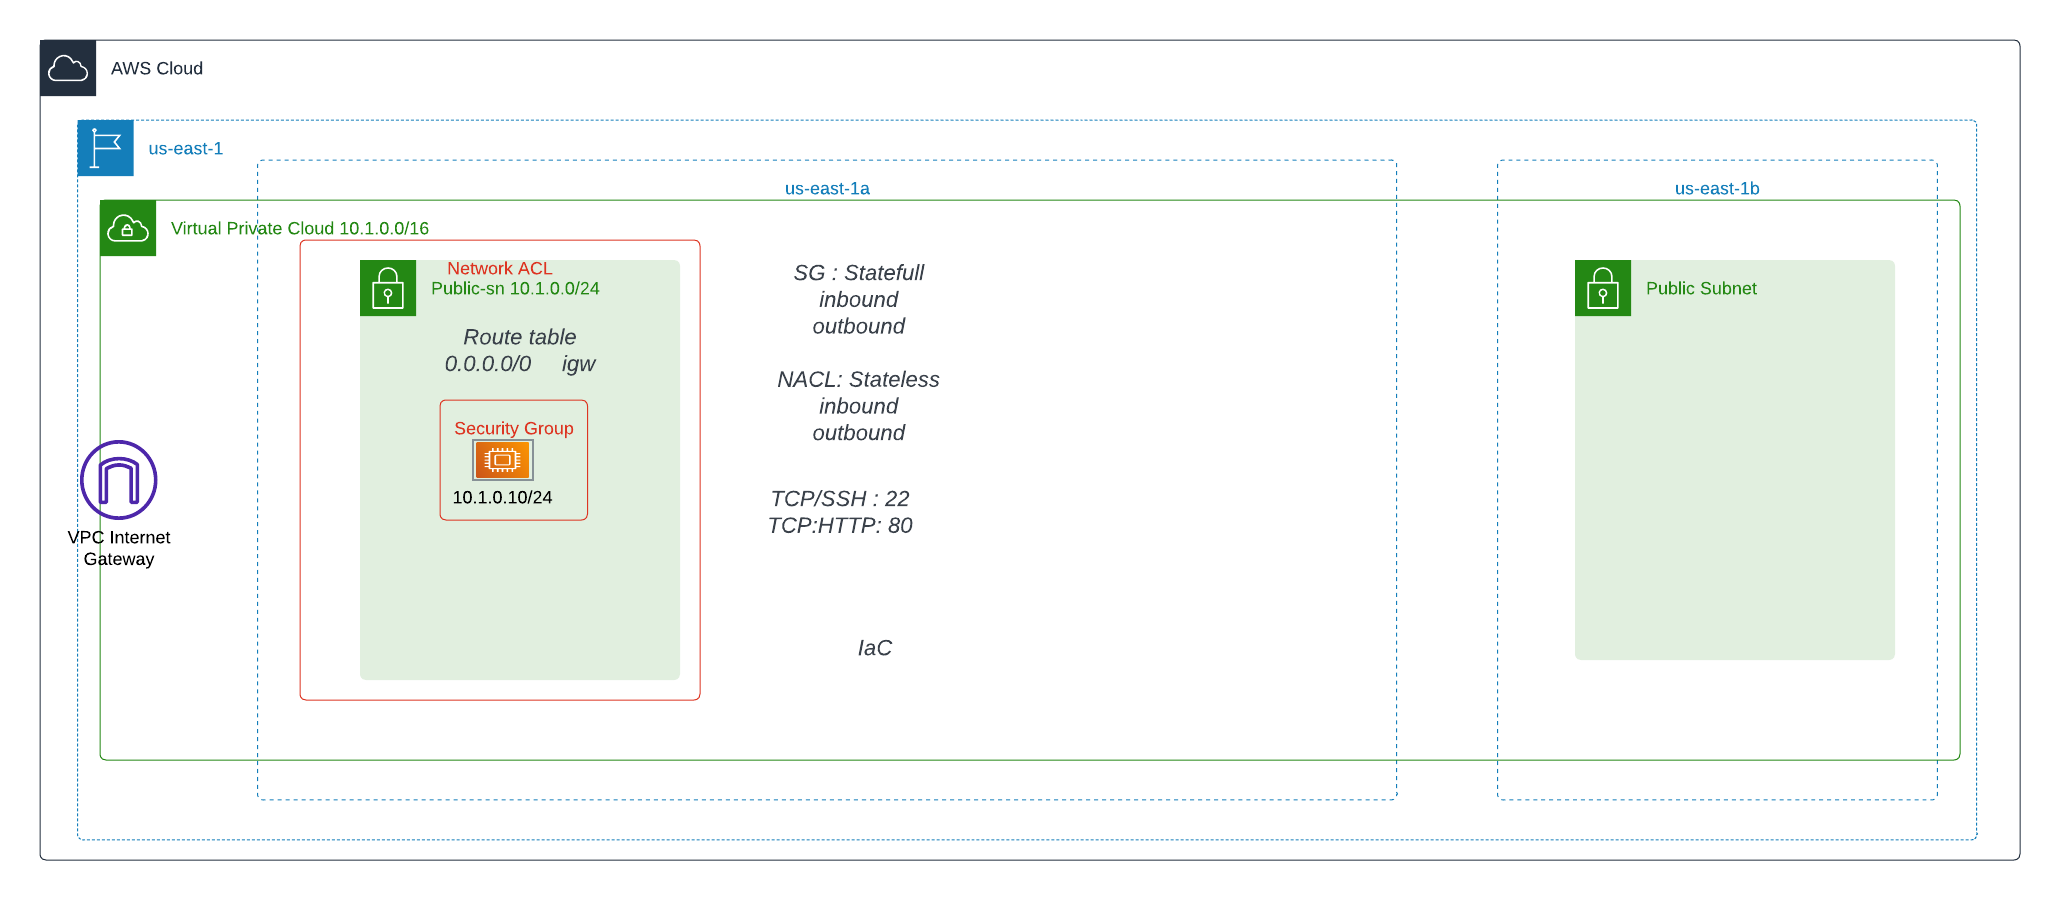 AWS Cloud
us-east-1
us-east-1a
us-east-1b
Virtual Private Cloud 10.1.0.0/16
Network ACL
Public-sn 10.1.0.0/24
Route table
0.0.0.0/0 igw
Security Group
10.1.0.10/24
VPC Internet
Gateway
SG : Statefull
inbound
outbound
NACL: Stateless
inbound
outbound
TCP/SSH : 22
TCP:HTTP: 80
IaC
Public Subnet